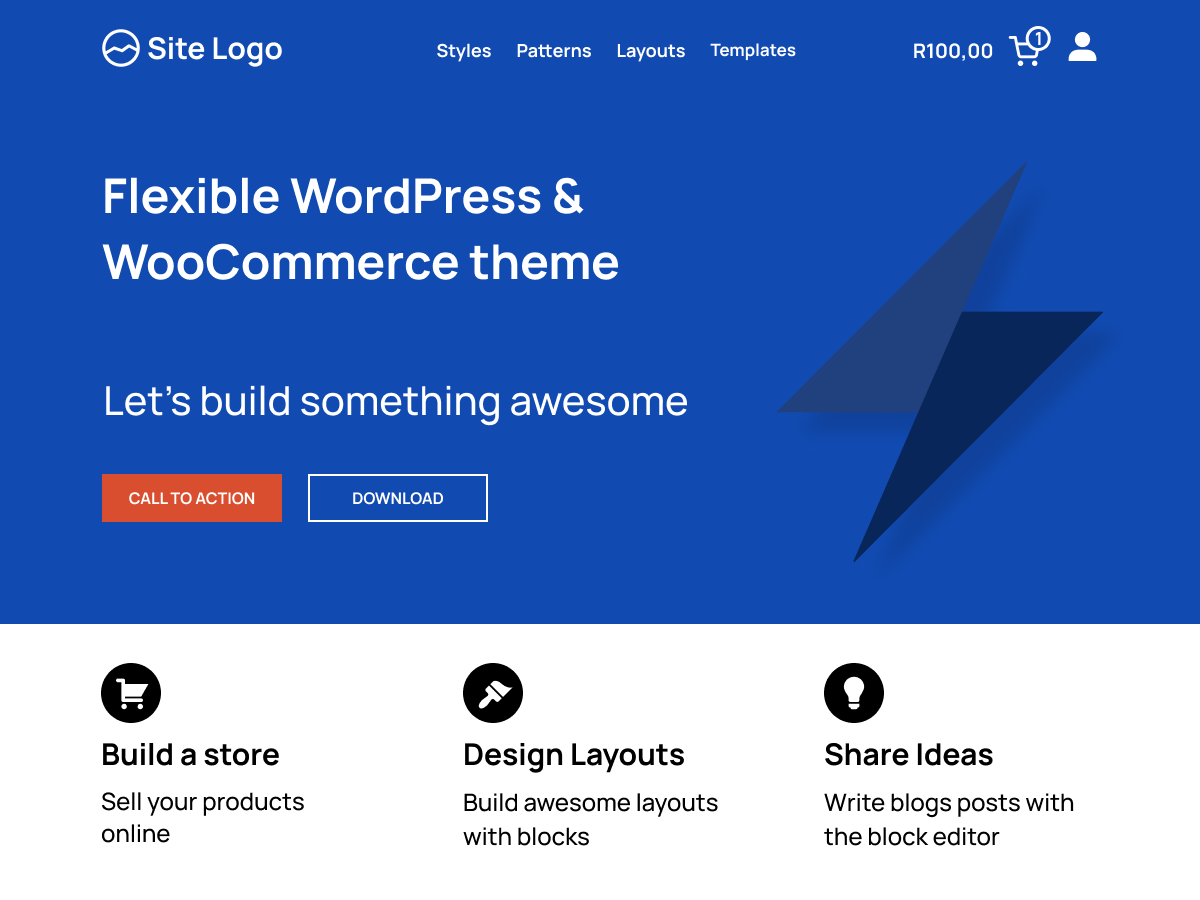 Site Logo
Styles Patterns Layouts Templates
R100,00
1
Flexible WordPress &
WooCommerce theme
Let's build something awesome
CALL TO ACTION
DOWNLOAD
Build a store
Sell your products
online
Design Layouts
Build awesome layouts
with blocks
Share Ideas
Write blogs posts with
the block editor